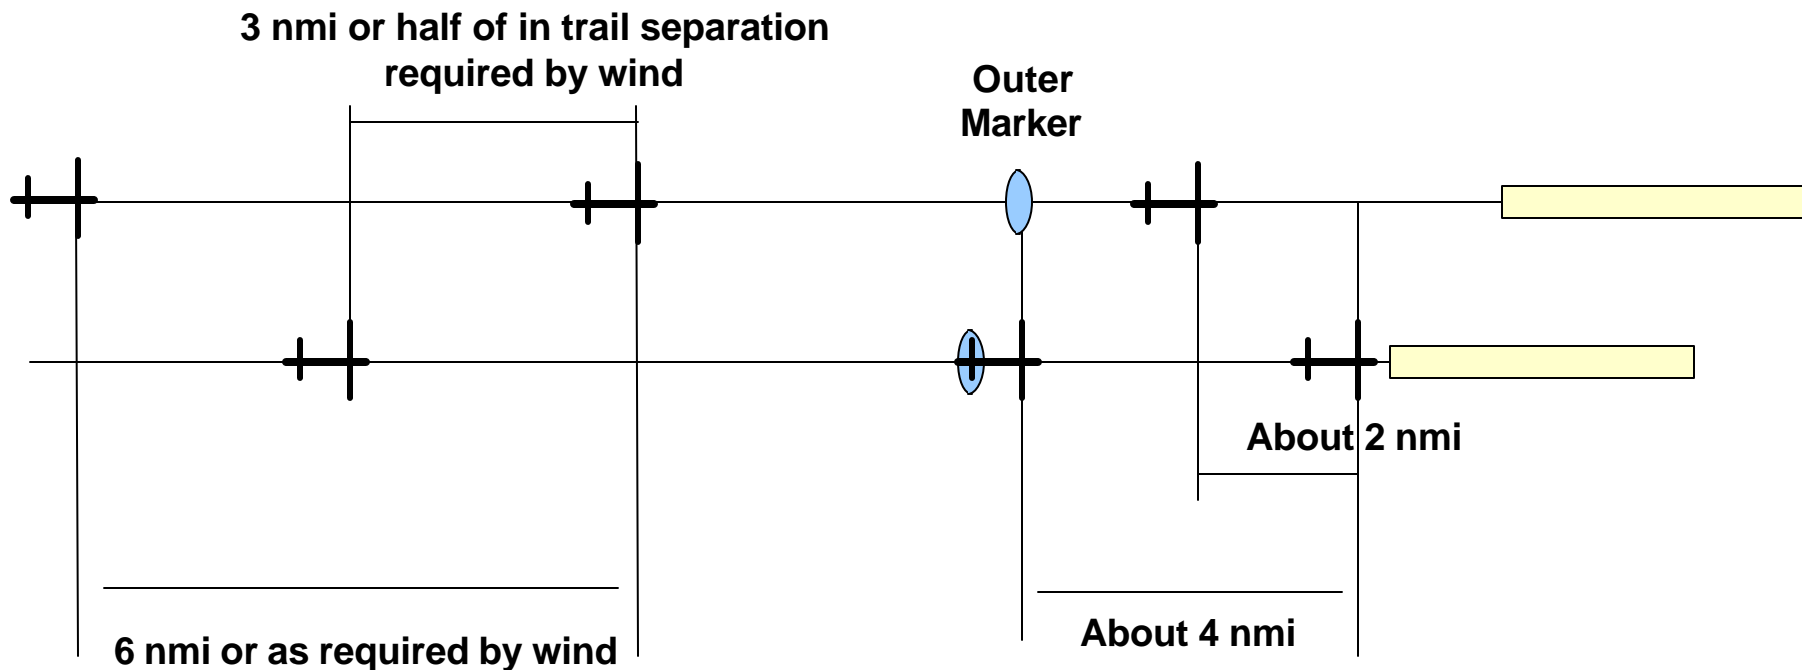 3 nmi or half of in trail separation
required by wind
Outer
Marker
About 2 nmi
About 4 nmi
6 nmi or as required by wind